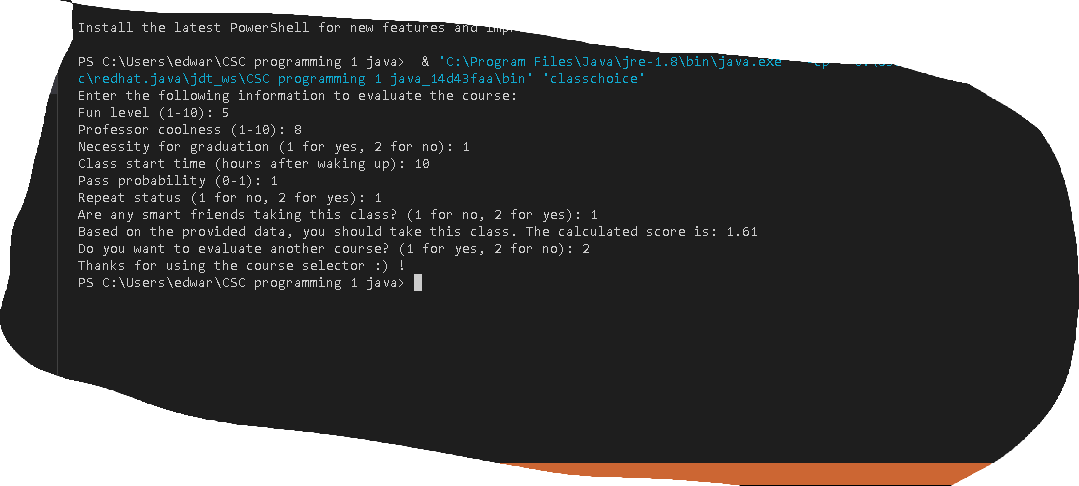 Install the latest PowerShell for new features and
PS C:\Users\edwar\CSC programming 1 java>  & 'C:\Program Files\Java\jre-1.8\bin\java.exe'
c\redhat.java\jdt_ws\CSC programming 1 java_14d43faa\bin' 'classchoice'
Enter the following information to evaluate the course:
Fun level (1-10): 5
Professor coolness (1-10): 8
Necessity for graduation (1 for yes, 2 for no): 1
Class start time (hours after waking up): 10
Pass probability (0-1): 1
Repeat status (1 for no, 2 for yes): 1
Are any smart friends taking this class? (1 for no, 2 for yes): 1
Based on the provided data, you should take this class. The calculated score is: 1.61
Do you want to evaluate another course? (1 for yes, 2 for no): 2
Thanks for using the course selector :) !
PS C:\Users\edwar\CSC programming 1 java>